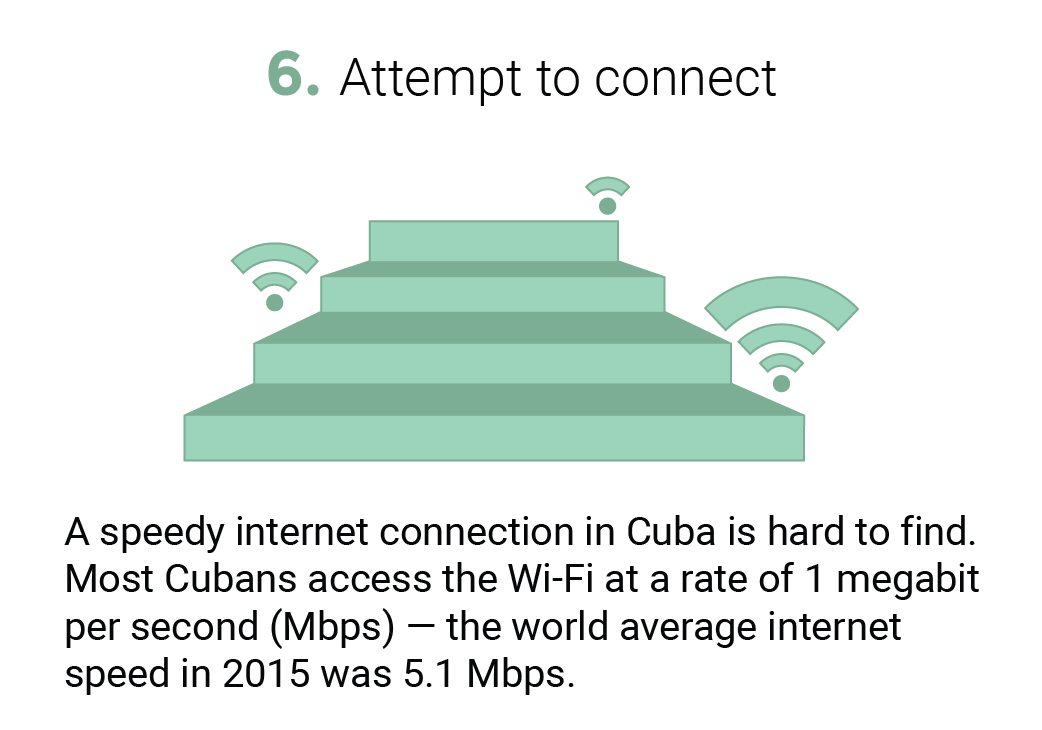 6. Attempt to connect
A speedy internet connection in Cuba is hard to find.
Most Cubans access the Wi-Fi at a rate of 1 megabit
per second (Mbps) — the world average internet
speed in 2015 was 5.1 Mbps.